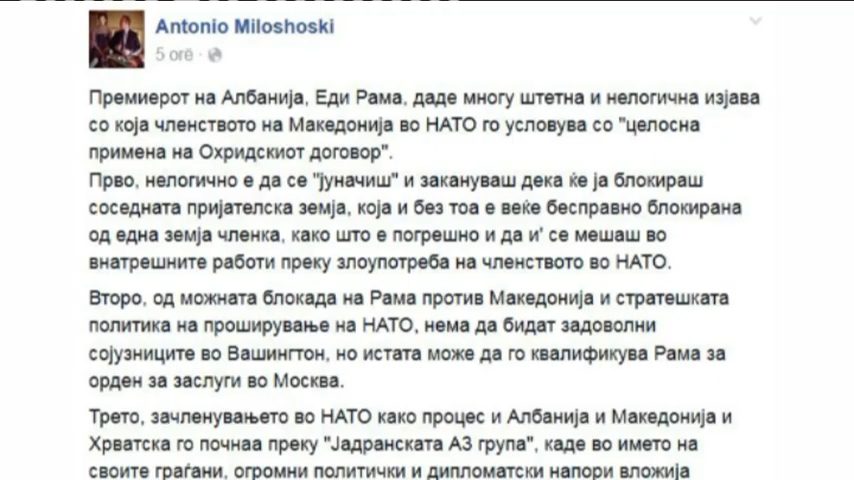 Antonio Miloshoski
5 orë
Премиерот на Албанија, Еди Рама, даде многу штетна и нелогична изјава
со која членството на Македонија во НАТО го условува со "целосна
примена на Охридскиот договор".
Прво, нелогично е да се "јуначиш" и закануваш дека ќе ја блокираш
соседната пријателска земја, која и без тоа е веќе бесправно блокирана
од една земја членка, како што е погрешно и да и' се мешаш во
внатрешните работи преку злоупотреба на членството во НАТО.
Второ, од можната блокада на Рама против Македонија и стратешката
политика на проширување на НАТО, нема да бидат задоволни
сојузниците во Вашингтон, но истата може да го квалификува Рама за
орден за заслуги во Москва.
Трето, зачленувањето во НАТО како процес и Албанија и Македонија и
Хрватска го почнаа преку "Јадранската А3 група", каде во името на
своите граѓани, огромни политички и дипломатски напори вложија